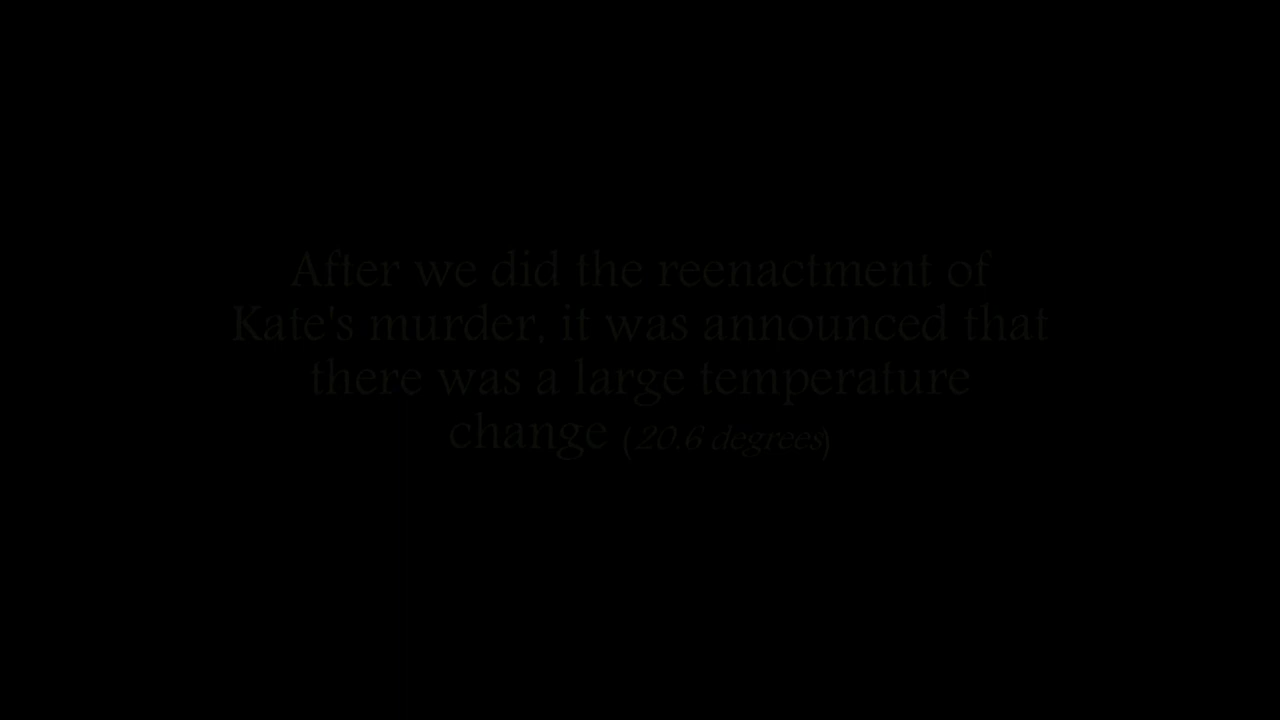 After we did the reenactment of
Kate's murder, it was announced that
there was a large temperature
change (20.6 degrees)